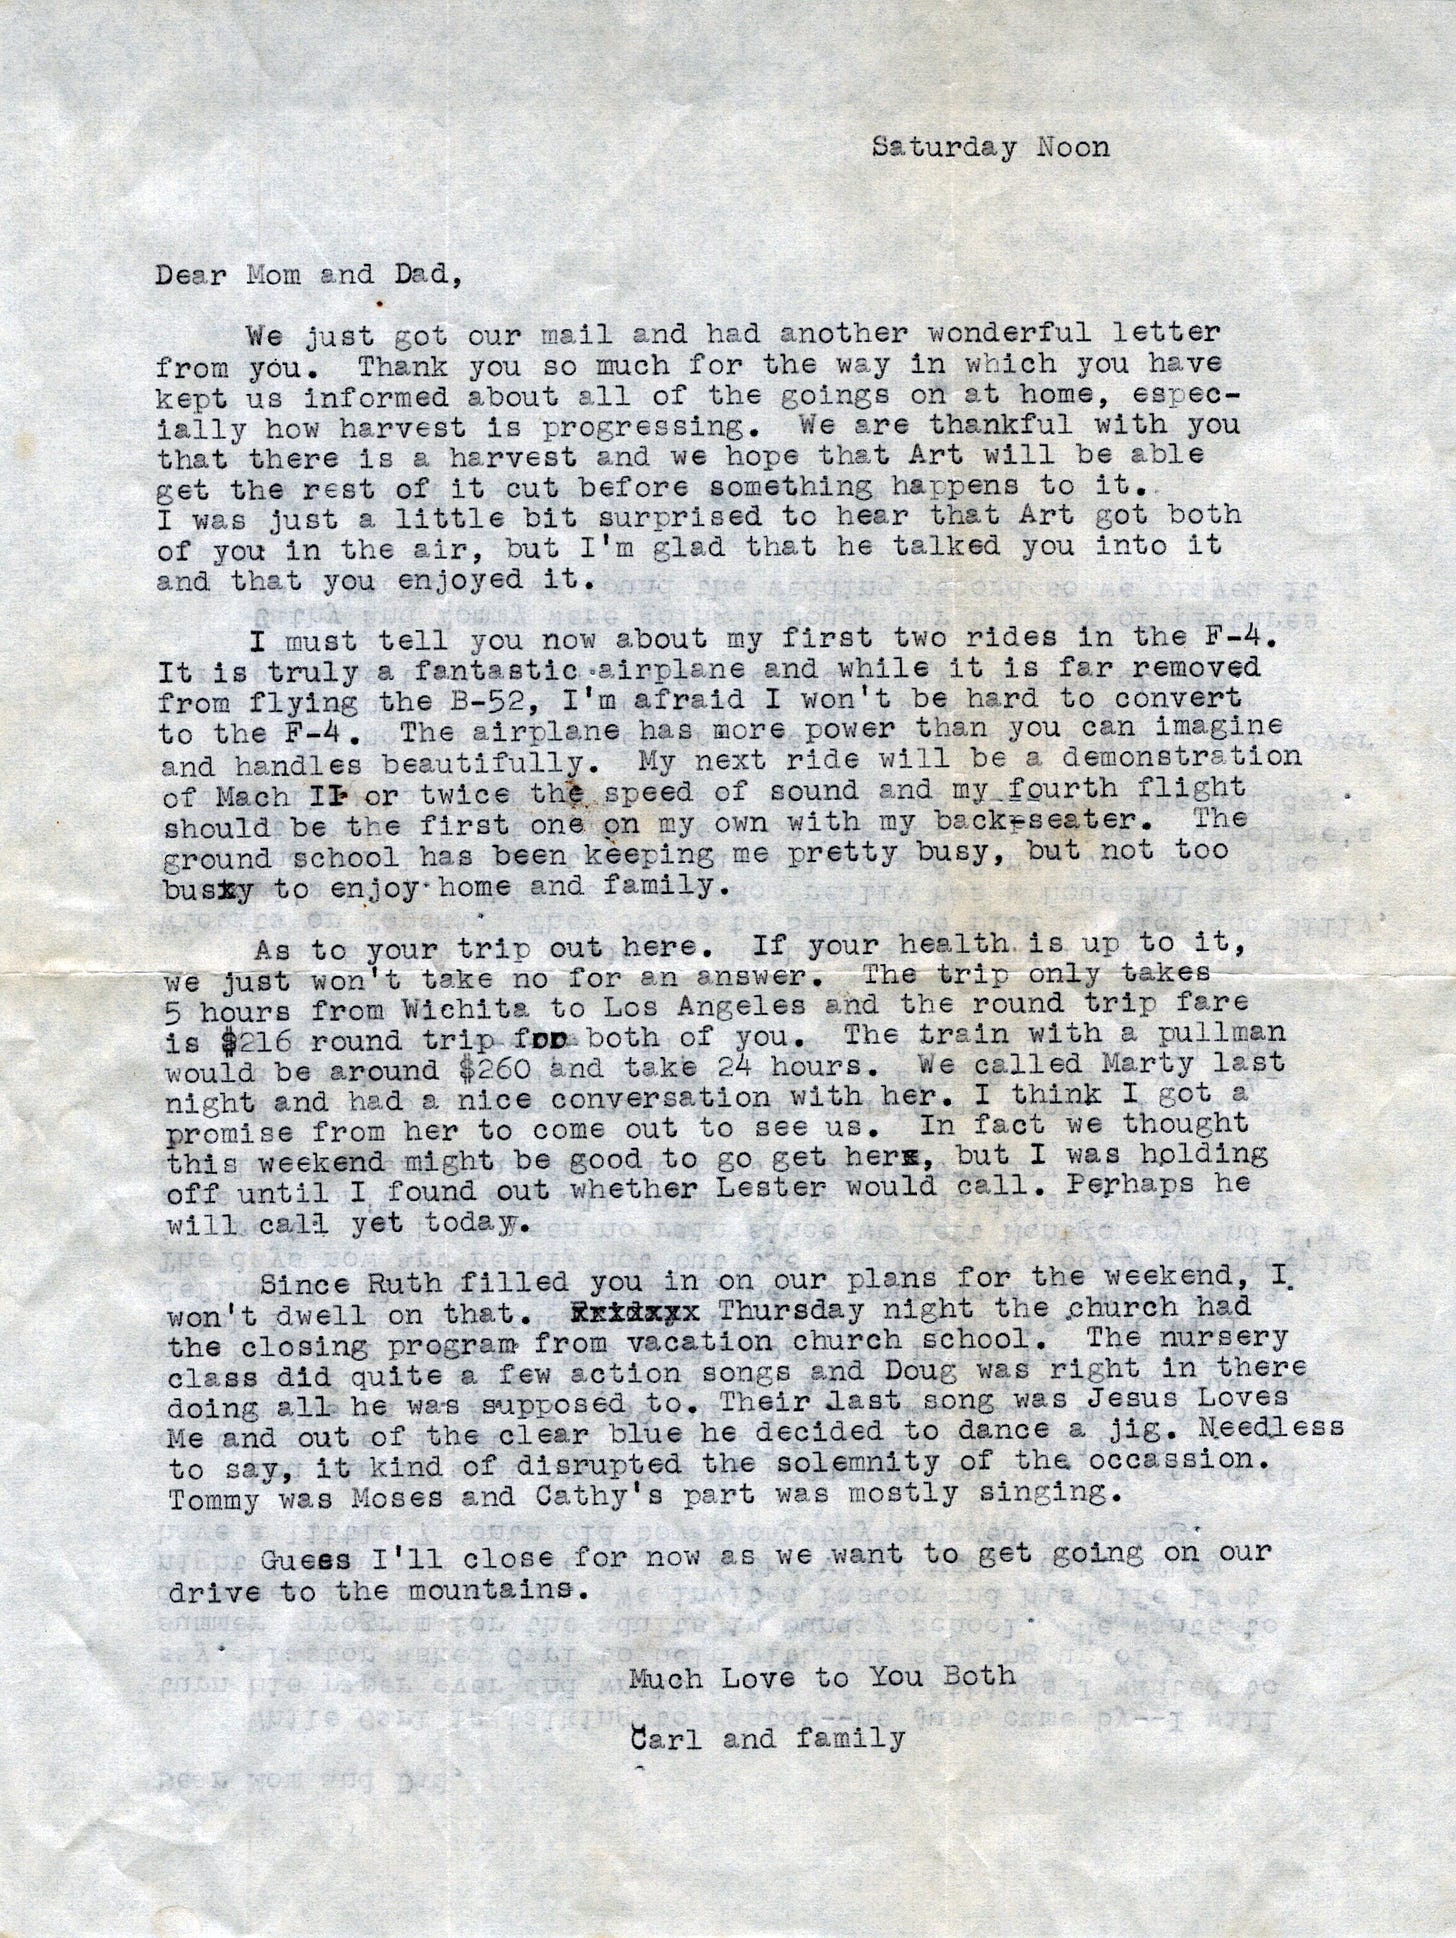 Saturday Noon
Dear Mom and Dad,
We just got our mail and had another wonderful letter
from you.  Thank you so much for the way in which you have
kept us informed about all of the goings on at home, espec-
ially how harvest is progressing.  We are thankful with you
that there is a harvest and we hope that Art will be able
get the rest of it cut before something happens to it.
I was just a little bit surprised to hear that Art got both
of you in the air, but I'm glad that he talked you into it
and that you enjoyed it.
I must tell you now about my first two rides in the F-4.
It is truly a fantastic airplane and while it is far removed
from flying the B-52, I'm afraid I won't be hard to convert
to the F-4.  The airplane has more power than you can imagine
and handles beautifully.  My next ride will be a demonstration
of Mach II or twice the speed of sound and my fourth flight
should be the first one on my own with my back-seater.  The
ground school has been keeping me pretty busy, but not too
busxy to enjoy home and family.
As to your trip out here.  If your health is up to it,
we just won't take no for an answer.  The trip only takes
5 hours from Wichita to Los Angeles and the round trip fare
is $216 round trip for both of you.  The train with a pullman
would be around $260 and take 24 hours.  We called Marty last
night and had a nice conversation with her. I think I got a
promise from her to come out to see us.  In fact we thought
this weekend might be good to go get herx, but I was holding
off until I found out whether Lester would call. Perhaps he
will call yet today.
Since Ruth filled you in on our plans for the weekend, I
won't dwell on that. Thursday night the church had
the closing program from vacation church school.  The nursery
class did quite a few action songs and Doug was right in there
doing all he was supposed to. Their last song was Jesus Loves
Me and out of the clear blue he decided to dance a jig. Needless
to say, it kind of disrupted the solemnity of the occassion.
Tommy was Moses and Cathy's part was mostly singing.
Guess I'll close for now as we want to get going on our
drive to the mountains.
Much Love to You Both
Carl and family